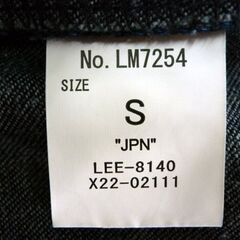 No. LM7254
SIZE
S
"JPN"
LEE-8140
X22-02111